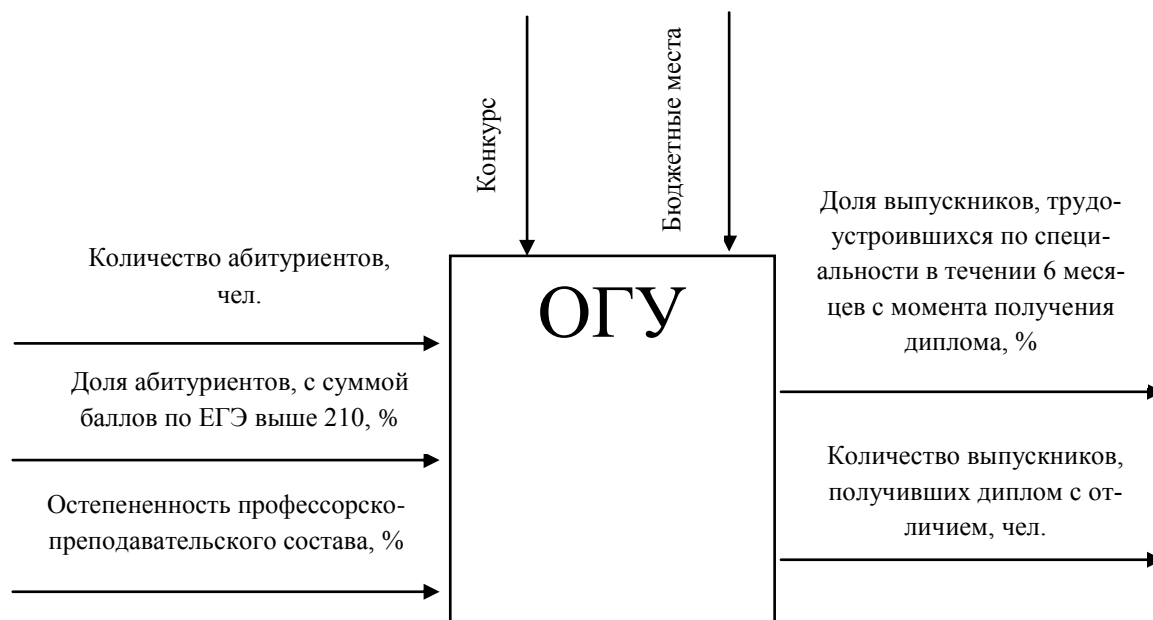 Конкурс
Бюджетные места
Количество абитуриентов,
чел.
Доля абитуриентов, с суммой
баллов по ЕГЭ выше 210, %
Остепененность профессорско-
преподавательского состава, %
ОГУ
Доля выпускников, трудо-
устроившихся по специ-
альности в течении 6 меся-
цев с момента получения
диплома, %
Количество выпускников,
получивших диплом с от-
личием, чел.